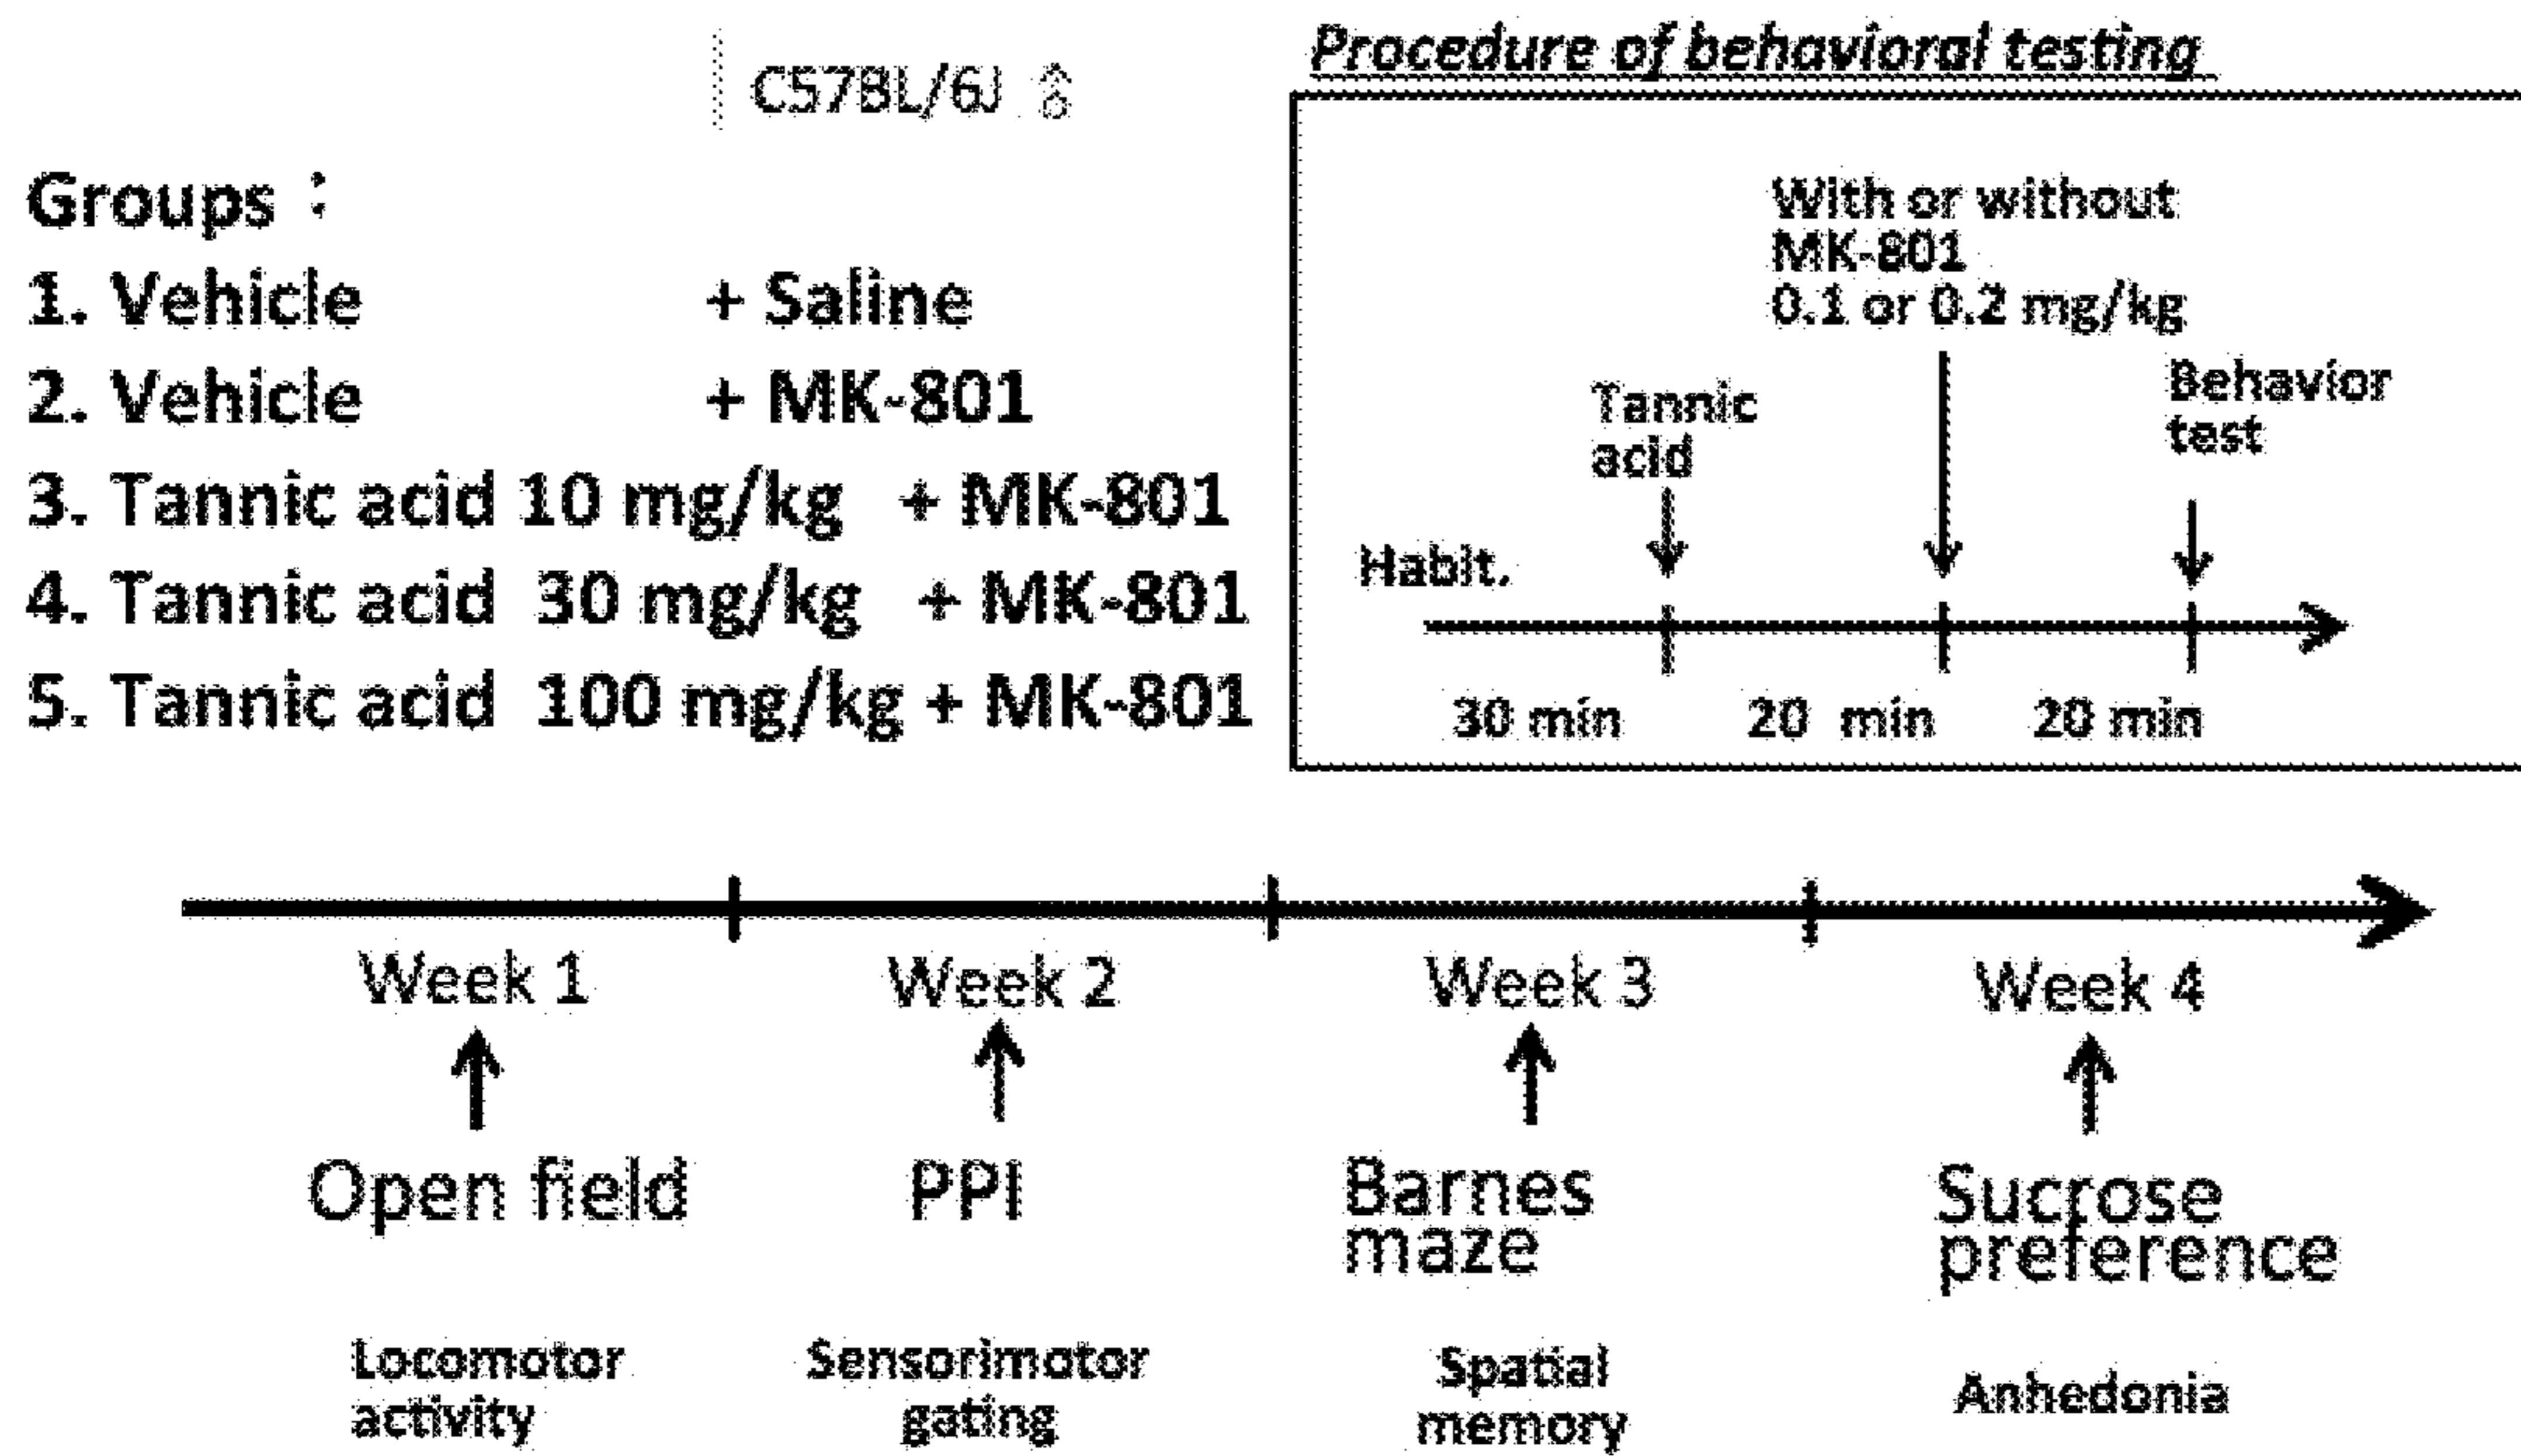 C57BL/6J ♂
Groups :
1. Vehicle + Saline
2. Vehicle + MK-801
3. Tannic acid 10 mg/kg + MK-801
4. Tannic acid 30 mg/kg + MK-801
5. Tannic acid 100 mg/kg + MK-801
Procedure of behavioral testing
With or without
MK-801
0.1 or 0.2 mg/kg
Tannic
acid
Behavior
test
Habit.
30 min 20 min 20 min
Week 1 Week 2 Week 3 Week 4
Open field
PPI
Barnes
maze
Sucrose
preference
Locomotor
activity
Sensorimotor
gating
Spatial
memory
Anhedonia